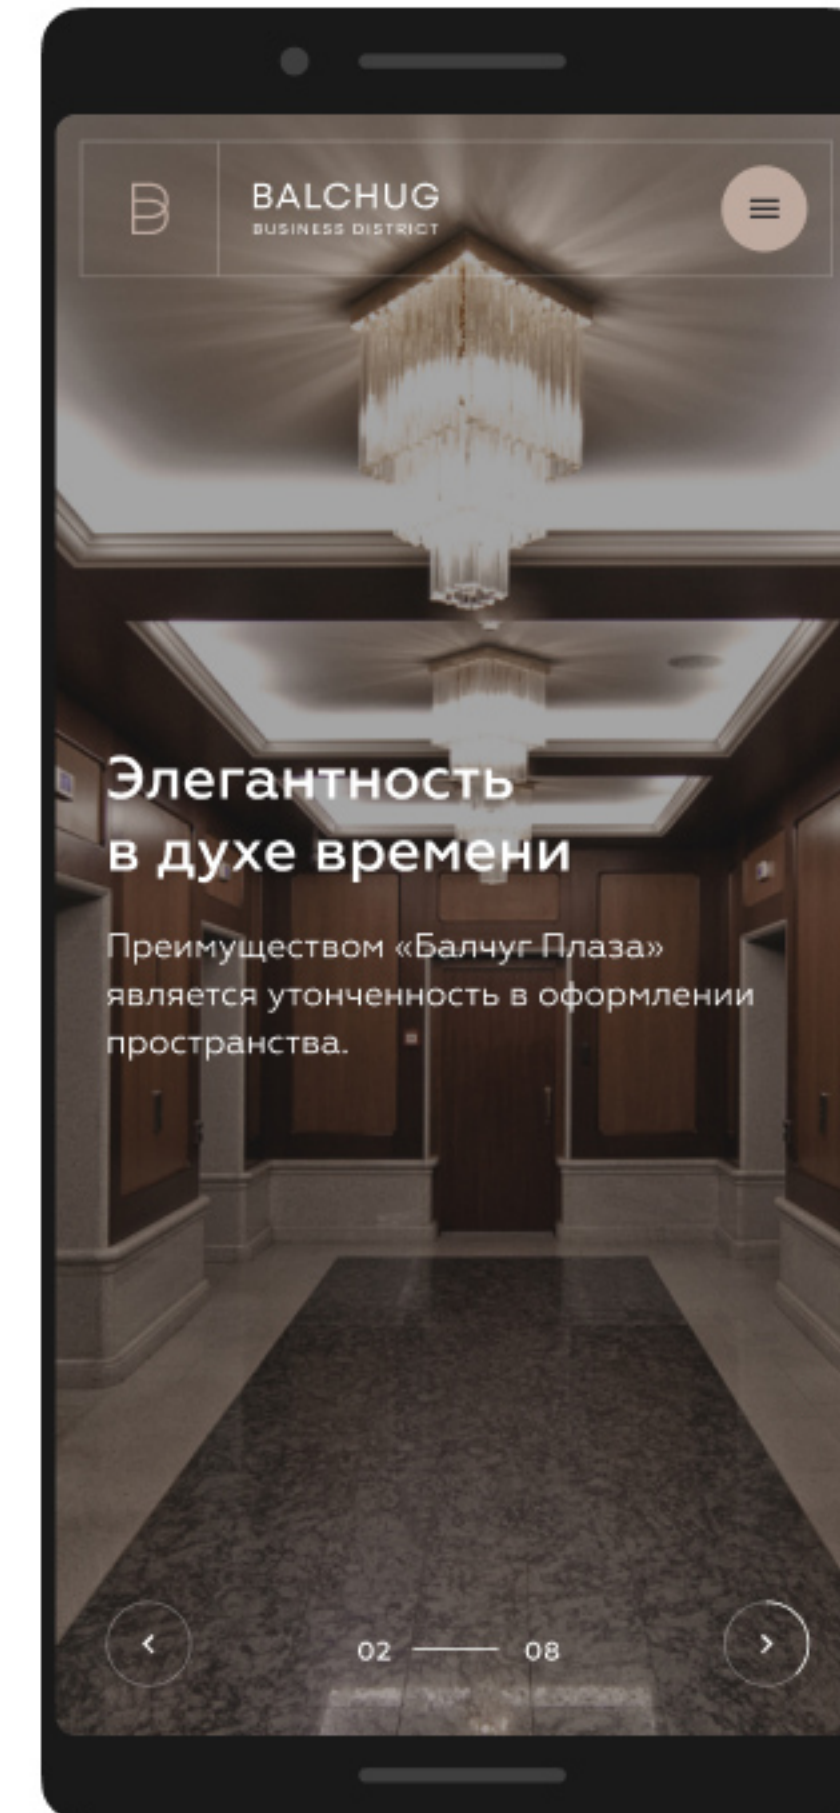 B
BALCHUG
BUSINESS DISTRICT
Элегантность
в духе времени
Преимуществом «Балчуг Плаза»
является утонченность в оформлении
пространства.
02
08